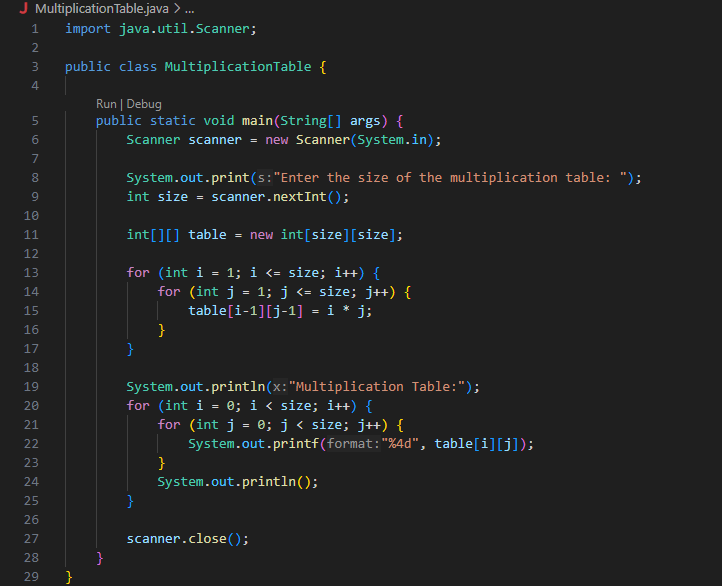 J MultiplicationTable.java > ...
1 import java.util.Scanner;
2
3 public class MultiplicationTable {
4
Run | Debug
5 public static void main(String[] args) {
6 Scanner scanner = new Scanner(System.in);
7
8 System.out.print(s:"Enter the size of the multiplication table: ");
9 int size = scanner.nextInt();
10
11 int[][] table = new int[size][size];
12
13 for (int i = 1; i <= size; i++) {
14 for (int j = 1; j <= size; j++) {
15 table[i-1][j-1] = i * j;
16 }
17 }
18
19 System.out.println(x:"Multiplication Table:");
20 for (int i = 0; i < size; i++) {
21 for (int j = 0; j < size; j++) {
22 System.out.printf(format:"%4d", table[i][j]);
23 }
24 System.out.println();
25 }
26
27 scanner.close();
28 }
29 }